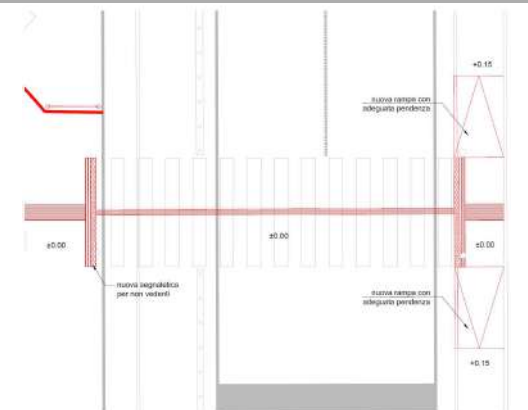 +0.15
nuova rampa con
adeguata pendenza
±0.00
±0.00
±0.00
nuova segnaletica
per non vedenti
nuova rampa con
adeguata pendenza
+0.15